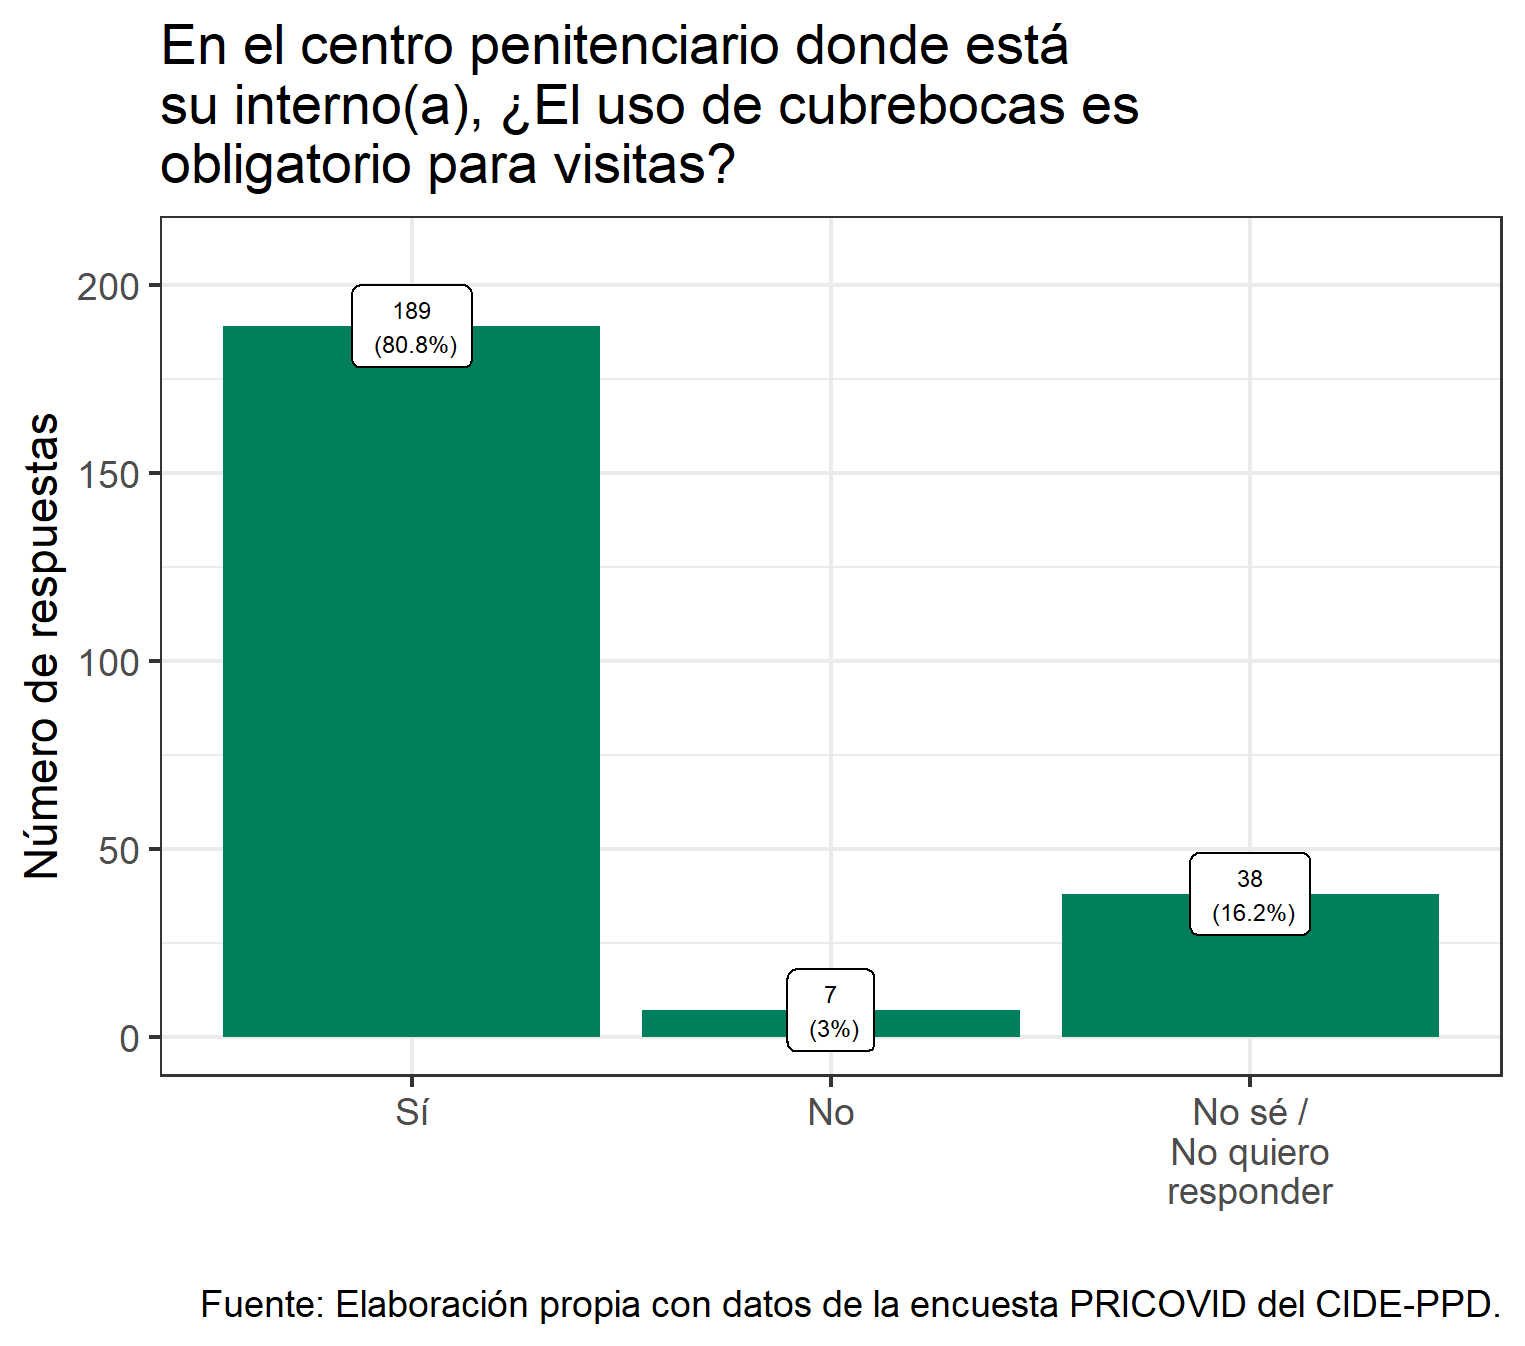 En el centro penitenciario donde está
su interno(a), ¿El uso de cubrebocas es
obligatorio para visitas?
Número de respuestas
200
150
100
50
0
189
(80.8%)
7
(3%)
38
(16.2%)
Sí
No
No sé /
No quiero
responder
Fuente: Elaboración propia con datos de la encuesta PRICOVID del CIDE-PPD.